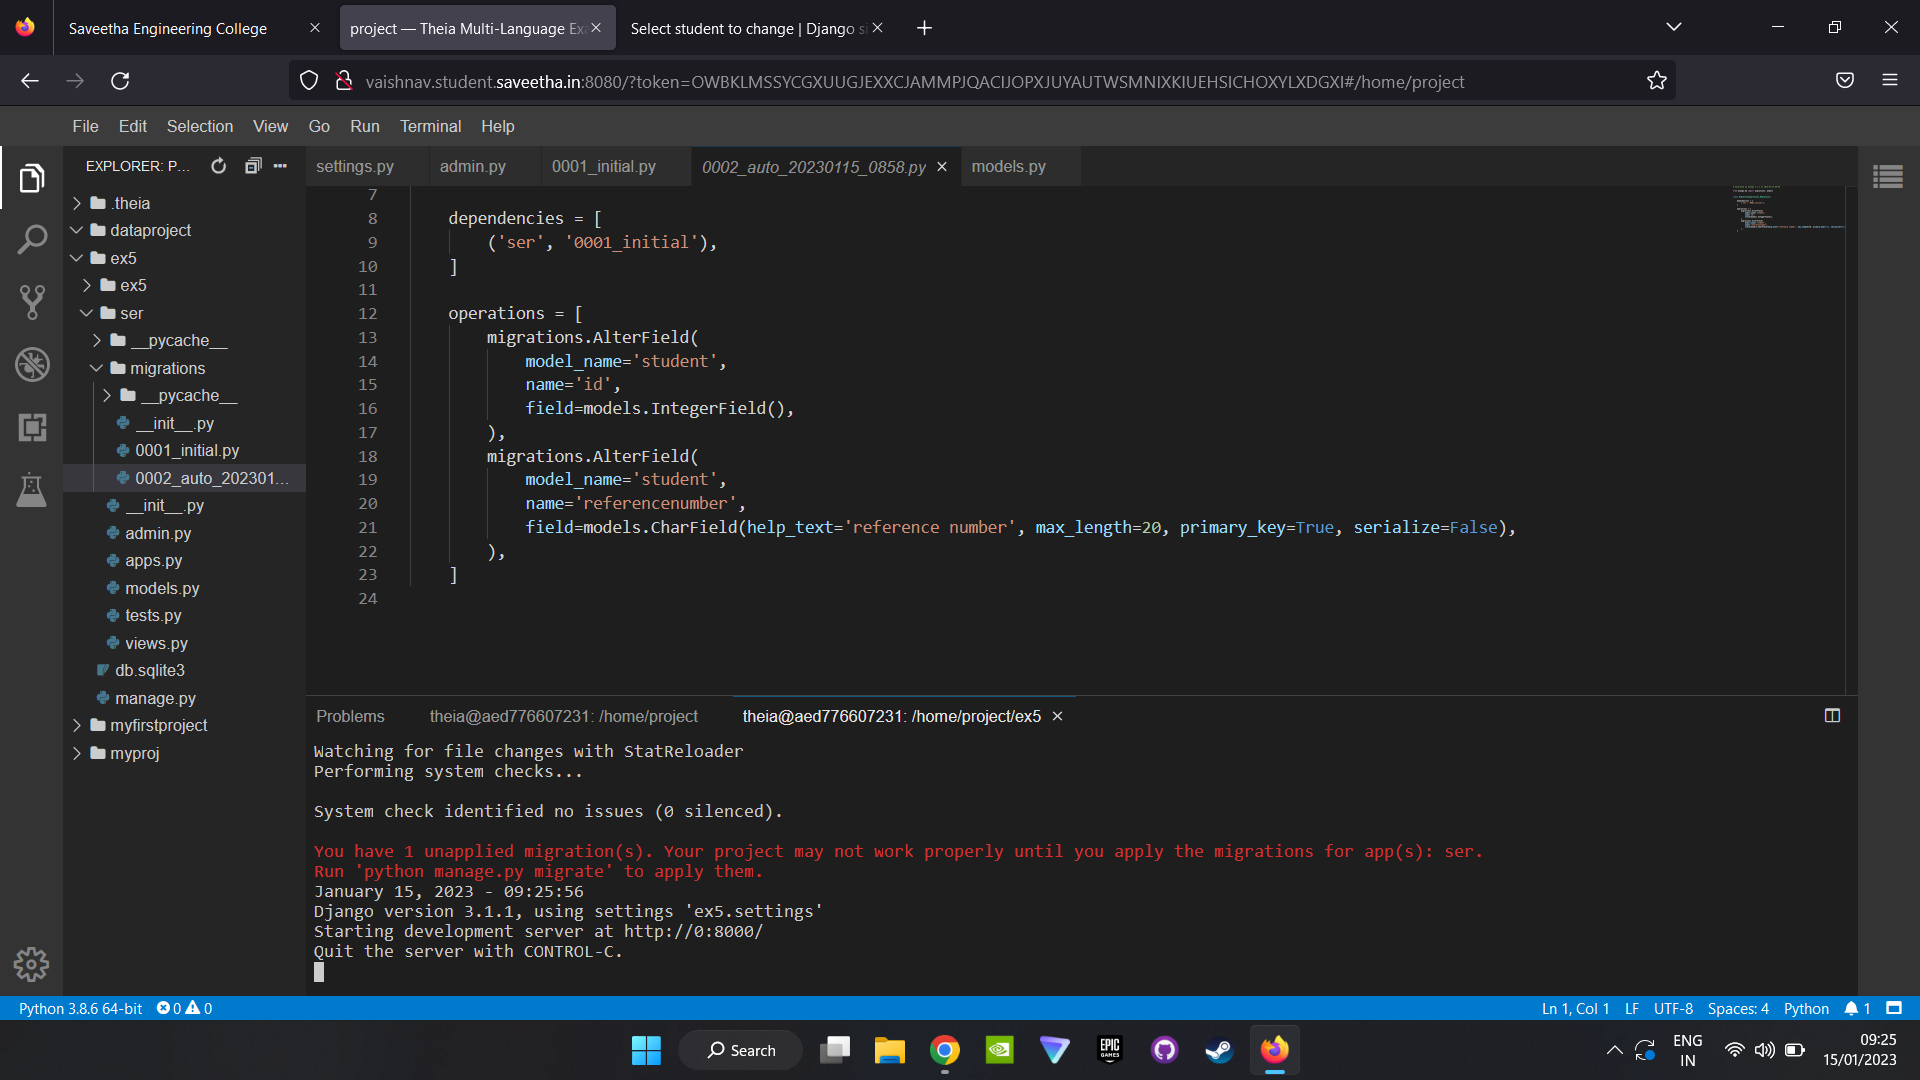 Saveetha Engineering College
project — Theia Multi-Language Exa
Select student to change | Django si
vaishnav.student.saveetha.in:8080/?token=OWBKLMSSYCGXUUGJEXXCJAMMPJQACIJOPXJUYAUTWSMNIXKIUEHSICHOXYLXDGXI#/home/project
File Edit Selection View Go Run Terminal Help
EXPLORER: P...
settings.py admin.py 0001_initial.py 0002_auto_20230115_0858.py models.py
.theia
dataproject
ex5
ex5
ser
__pycache__
migrations
__pycache__
__init__.py
0001_initial.py
0002_auto_202301...
__init__.py
admin.py
apps.py
models.py
tests.py
views.py
db.sqlite3
manage.py
myfirstproject
myproj
7
8 dependencies = [
9 ('ser', '0001_initial'),
10 ]
11
12 operations = [
13 migrations.AlterField(
14 model_name='student',
15 name='id',
16 field=models.IntegerField(),
17 ),
18 migrations.AlterField(
19 model_name='student',
20 name='referencenumber',
21 field=models.CharField(help_text='reference number', max_length=20, primary_key=True, serialize=False),
22 ),
23 ]
24
Problems theia@aed776607231: /home/project theia@aed776607231: /home/project/ex5
Watching for file changes with StatReloader
Performing system checks...
System check identified no issues (0 silenced).
You have 1 unapplied migration(s). Your project may not work properly until you apply the migrations for app(s): ser.
Run 'python manage.py migrate' to apply them.
January 15, 2023 - 09:25:56
Django version 3.1.1, using settings 'ex5.settings'
Starting development server at http://0:8000/
Quit the server with CONTROL-C.
Python 3.8.6 64-bit 0 0 Ln 1, Col 1 LF UTF-8 Spaces: 4 Python 1
Search
EPIC
GAMES
ENG
IN
09:25
15/01/2023